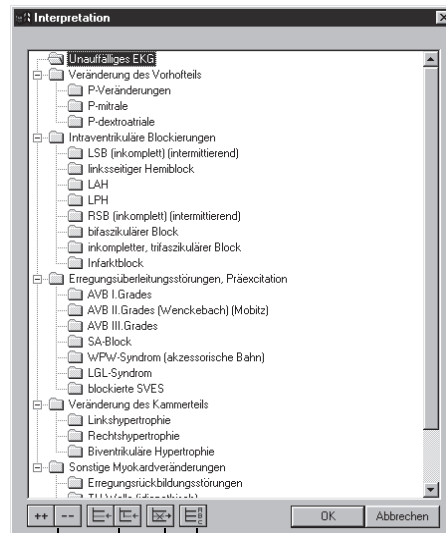 Interpretation
Unauffälliges EKG
Veränderung des Vorhofteils
P-Veränderungen
P-mitrale
P-dextroatriale
Intraventrikuläre Blockierungen
LSB (inkomplett) (intermittierend)
linksseitiger Hemiblock
LAH
LPH
RSB (inkomplett) (intermittierend)
bifaszikulärer Block
inkompletter, trifaszikulärer Block
Infarktblock
Erregungsüberleitungsstörungen, Präexcitation
AVB I.Grades
AVB II.Grades (Wenckebach) (Mobitz)
AVB III.Grades
SA-Block
WPW-Syndrom (akzessorische Bahn)
LGL-Syndrom
blockierte SVES
Veränderung des Kammerteils
Linkshypertrophie
Rechtshypertrophie
Biventrikuläre Hypertrophie
Sonstige Myokardveränderungen
Erregungsrückbildungsstörungen
++ -- OK Abbrechen